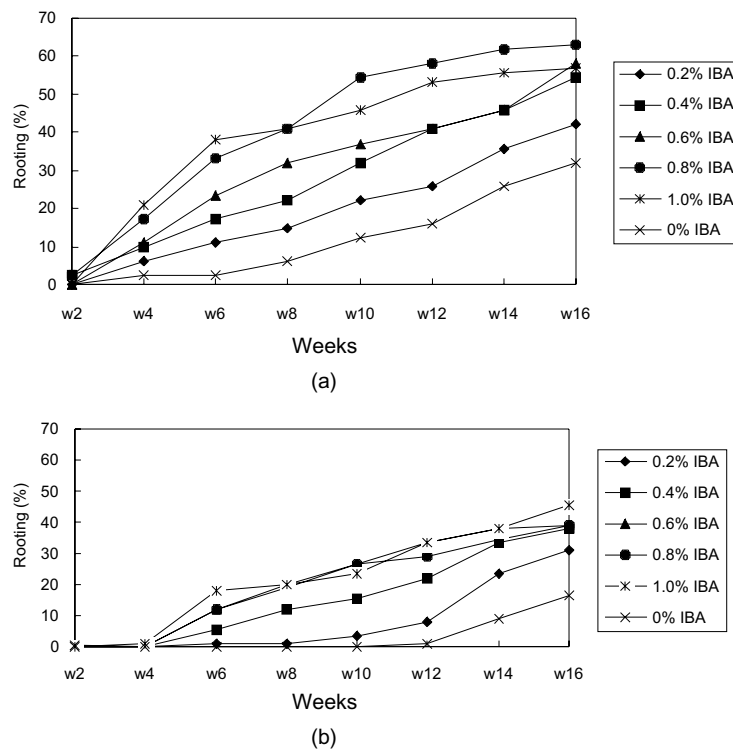 70
60
50
40
30
20
10
0
Rooting (%)
w2 w4 w6 w8 w10 w12 w14 w16
Weeks
0.2% IBA
0.4% IBA
0.6% IBA
0.8% IBA
1.0% IBA
0% IBA
(a)
70
60
50
40
30
20
10
0
Rooting (%)
w2 w4 w6 w8 w10 w12 w14 w16
Weeks
0.2% IBA
0.4% IBA
0.6% IBA
0.8% IBA
1.0% IBA
0% IBA
(b)